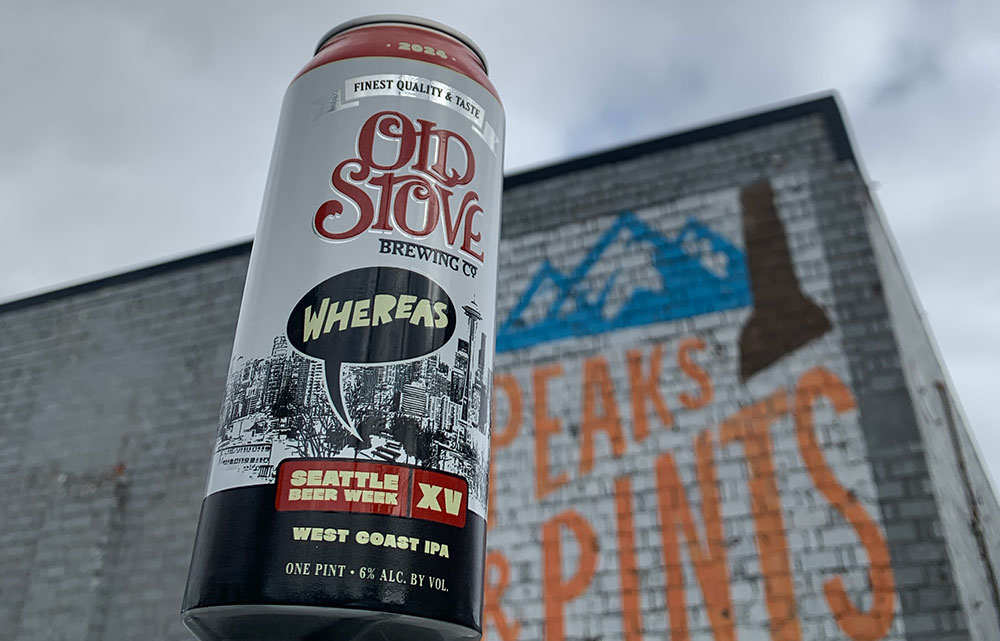 • 2024 •
FINEST QUALITY & TASTE
OLD
STOVE
BREWING CO
WHEREAS
SEATTLE
BEER WEEK
XV
WEST COAST IPA
ONE PINT • 6% ALC. BY VOL.
PEAKS
& PINTS